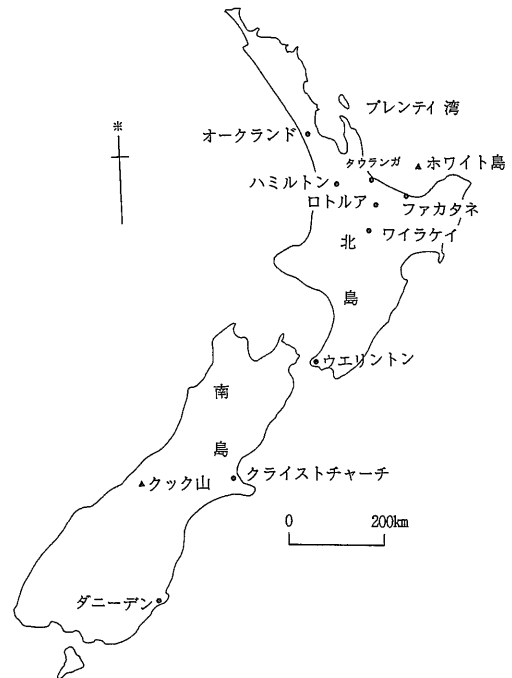 プレンティ湾
*
オークランド
タウランガ
ホワイト島
ハミルトン
ロトルア
ファカタネ
ワイラケイ
北
島
ウエリントン
南
島
クライストチャーチ
クック山
0 200km
ダニーデン